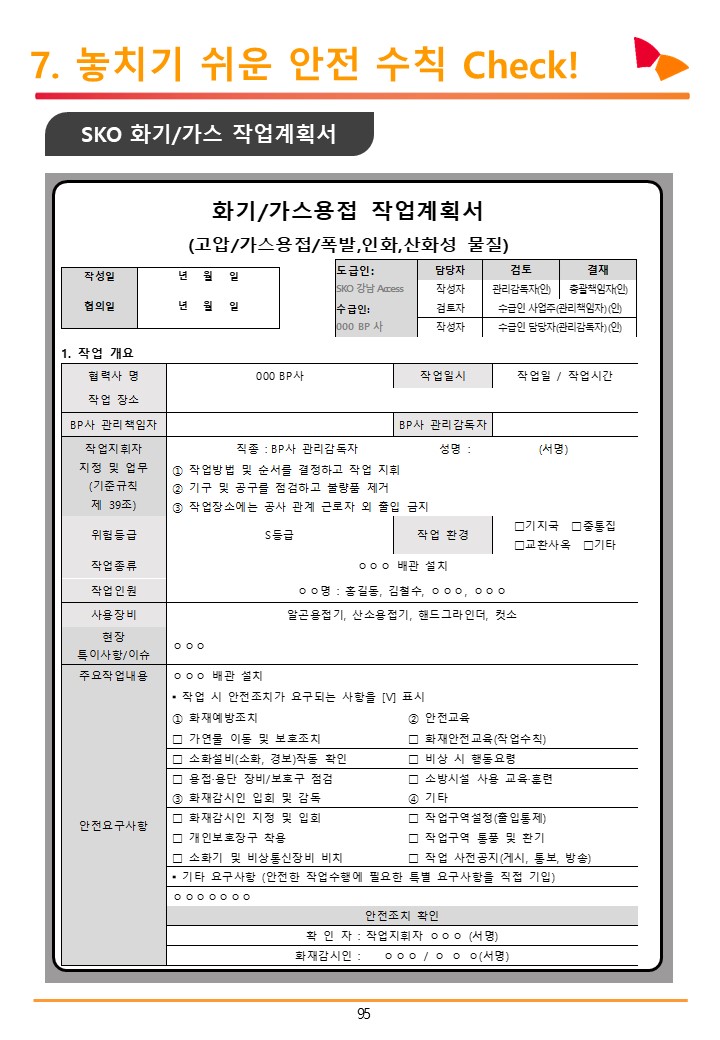 7. 놓치기 쉬운 안전 수칙 Check!
SKO 화기/가스 작업계획서
화기/가스용접 작업계획서
(고압/가스용접/폭발,인화,산화성 물질)
작성일 년 월 일
협의일 년 월 일
도급인: 담당자 검토 결재
SKO 강남 Access 작성자 관리감독자(인) 총괄책임자(인)
수급인: 검토자 수급인 사업주(관리책임자) (인)
000 BP 사 작성자 수급인 담당자(관리감독자) (인)
1. 작업 개요
협력사 명 000 BP사 작업일시 작업일 / 작업시간
작업 장소
BP사 관리책임자 BP사 관리감독자
작업지휘자
지정 및 업무
(기준규칙
제 39조)
직종 : BP사 관리감독자 성명 : (서명)
① 작업방법 및 순서를 결정하고 작업 지휘
② 기구 및 공구를 점검하고 불량품 제거
③ 작업장소에는 공사 관계 근로자 외 출입 금지
위험등급 S등급 작업 환경
□기지국 □중통집
□교환사옥 □기타
작업종류 ㅇㅇㅇ 배관 설치
작업인원 ㅇㅇ명 : 홍길동, 김철수, ㅇㅇㅇ, ㅇㅇㅇ
사용장비 알곤용접기, 산소용접기, 핸드그라인더, 컷소
현장
특이사항/이슈
ㅇㅇㅇ
주요작업내용 ㅇㅇㅇ 배관 설치
안전요구사항
▪ 작업 시 안전조치가 요구되는 사항을 [V] 표시
① 화재예방조치 ② 안전교육
□ 가연물 이동 및 보호조치 □ 화재안전교육(작업수칙)
□ 소화설비(소화, 경보)작동 확인 □ 비상 시 행동요령
□ 용접·용단 장비/보호구 점검 □ 소방시설 사용 교육·훈련
③ 화재감시인 입회 및 감독 ④ 기타
□ 화재감시인 지정 및 입회 □ 작업구역설정(출입통제)
□ 개인보호장구 착용 □ 작업구역 통풍 및 환기
□ 소화기 및 비상통신장비 비치 □ 작업 사전공지(게시, 통보, 방송)
▪ 기타 요구사항 (안전한 작업수행에 필요한 특별 요구사항을 직접 기입)
ㅇㅇㅇㅇㅇㅇㅇ
안전조치 확인
확 인 자 : 작업지휘자 ㅇㅇㅇ (서명)
화재감시인 : ㅇㅇㅇ / ㅇ ㅇ ㅇ(서명)
95